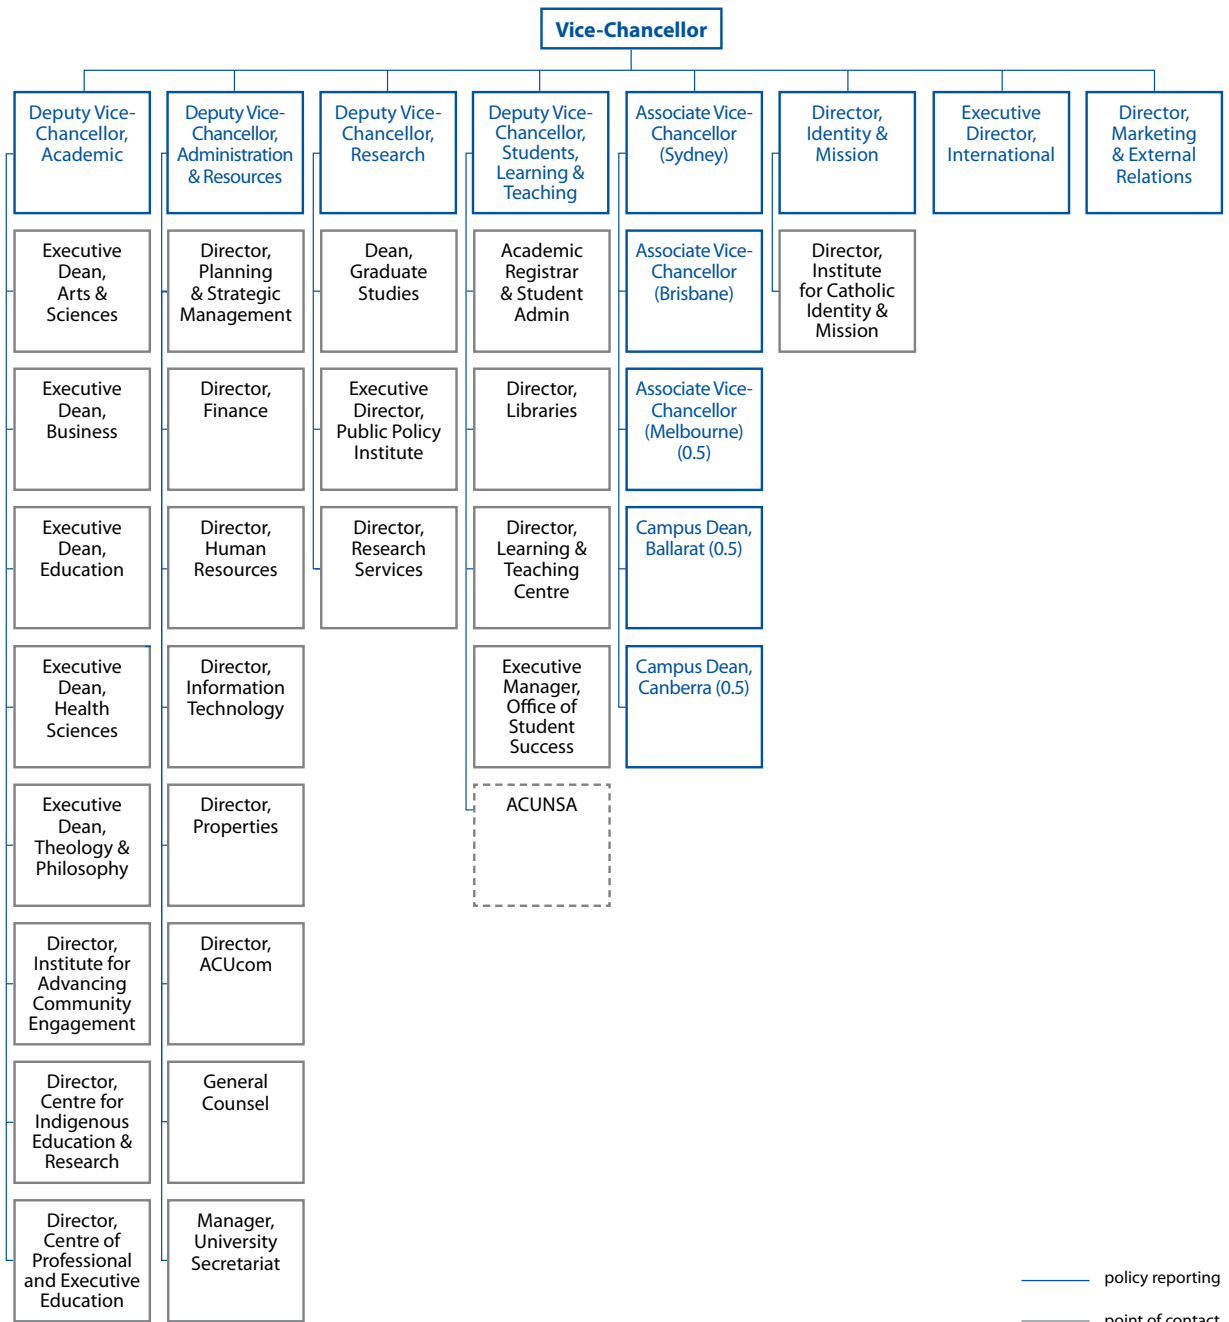 Vice-Chancellor
Deputy Vice-
Chancellor,
Academic
Deputy Vice-
Chancellor,
Administration
& Resources
Deputy Vice-
Chancellor,
Research
Deputy Vice-
Chancellor,
Students,
Learning &
Teaching
Associate Vice-
Chancellor
(Sydney)
Director,
Identity &
Mission
Executive
Director,
International
Director,
Marketing
& External
Relations
Executive
Dean,
Arts &
Sciences
Director,
Planning
& Strategic
Management
Dean,
Graduate
Studies
Academic
Registrar
& Student
Admin
Associate Vice-
Chancellor
(Brisbane)
Director,
Institute
for Catholic
Identity &
Mission
Executive
Dean,
Business
Director,
Finance
Executive
Director,
Public Policy
Institute
Director,
Libraries
Associate Vice-
Chancellor
(Melbourne)
(0.5)
Executive
Dean,
Education
Director,
Human
Resources
Director,
Research
Services
Director,
Learning &
Teaching
Centre
Campus Dean,
Ballarat (0.5)
Executive
Dean,
Health
Sciences
Director,
Information
Technology
Executive
Manager,
Office of
Student
Success
Campus Dean,
Canberra (0.5)
Executive
Dean,
Theology &
Philosophy
Director,
Properties
ACUNSA
Director,
Institute for
Advancing
Community
Engagement
Director,
ACUcom
Director,
Centre for
Indigenous
Education &
Research
General
Counsel
Director,
Centre of
Professional
and Executive
Education
Manager,
University
Secretariat
policy reporting
point of contact